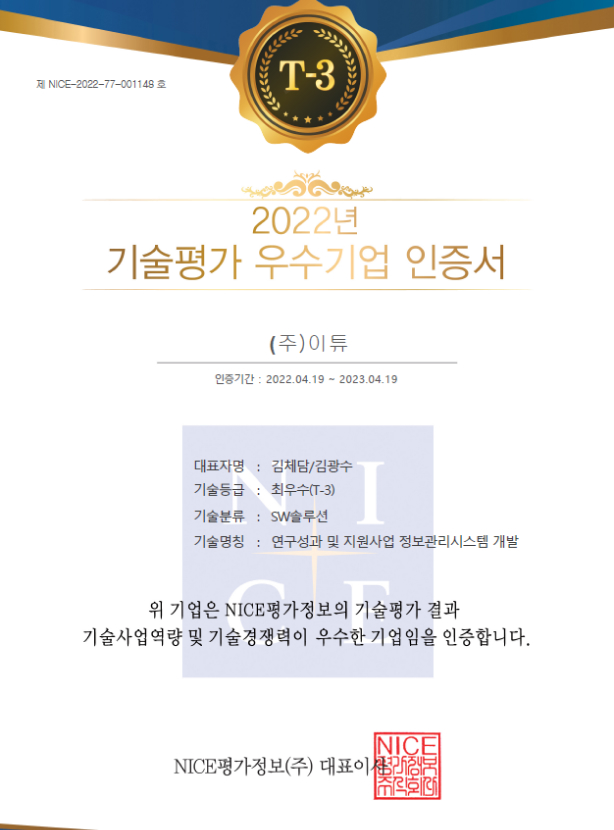 T-3
제 NICE-2022-77-001148 호
2022년
기술평가 우수기업 인증서
(주)이튜
인증기간 : 2022.04.19 ~ 2023.04.19
대표자명 : 김체담/김광수
기술등급 : 최우수(T-3)
기술분류 : SW솔루션
기술명칭 : 연구성과 및 지원사업 정보관리시스템 개발
NICE
위 기업은 NICE평가정보의 기술평가 결과
기술사업역량 및 기술경쟁력이 우수한 기업임을 인증합니다.
NICE평가정보(주) 대표이사
NICE